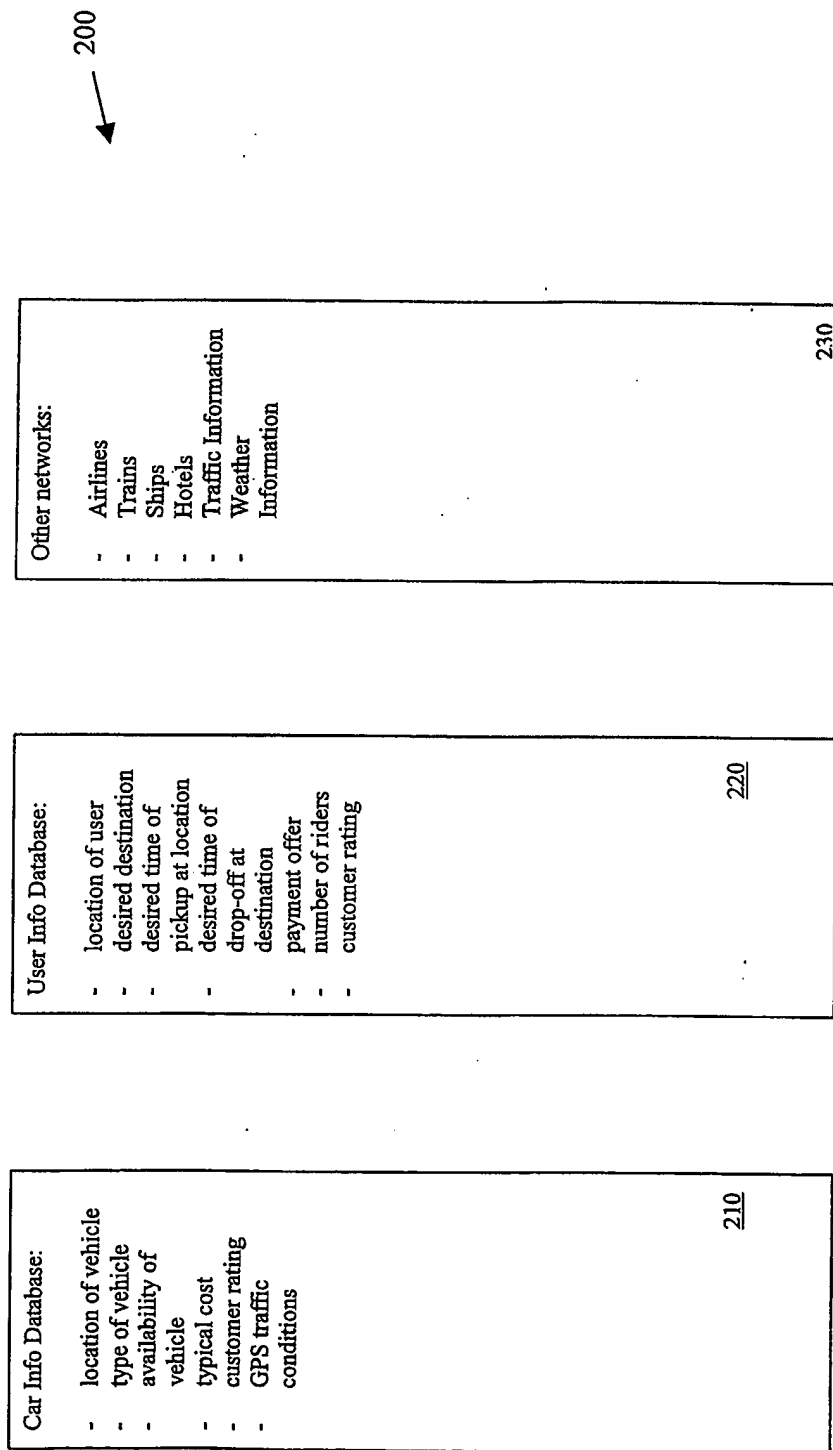 200
Car Info Database:
- location of vehicle
- type of vehicle
- availability of
vehicle
- typical cost
- customer rating
- GPS traffic
conditions
210
User Info Database:
- location of user
- desired destination
- desired time of
pickup at location
- desired time of
drop-off at
destination
- payment offer
- number of riders
- customer rating
220
Other networks:
- Airlines
- Trains
- Ships
- Hotels
- Traffic Information
- Weather
Information
230